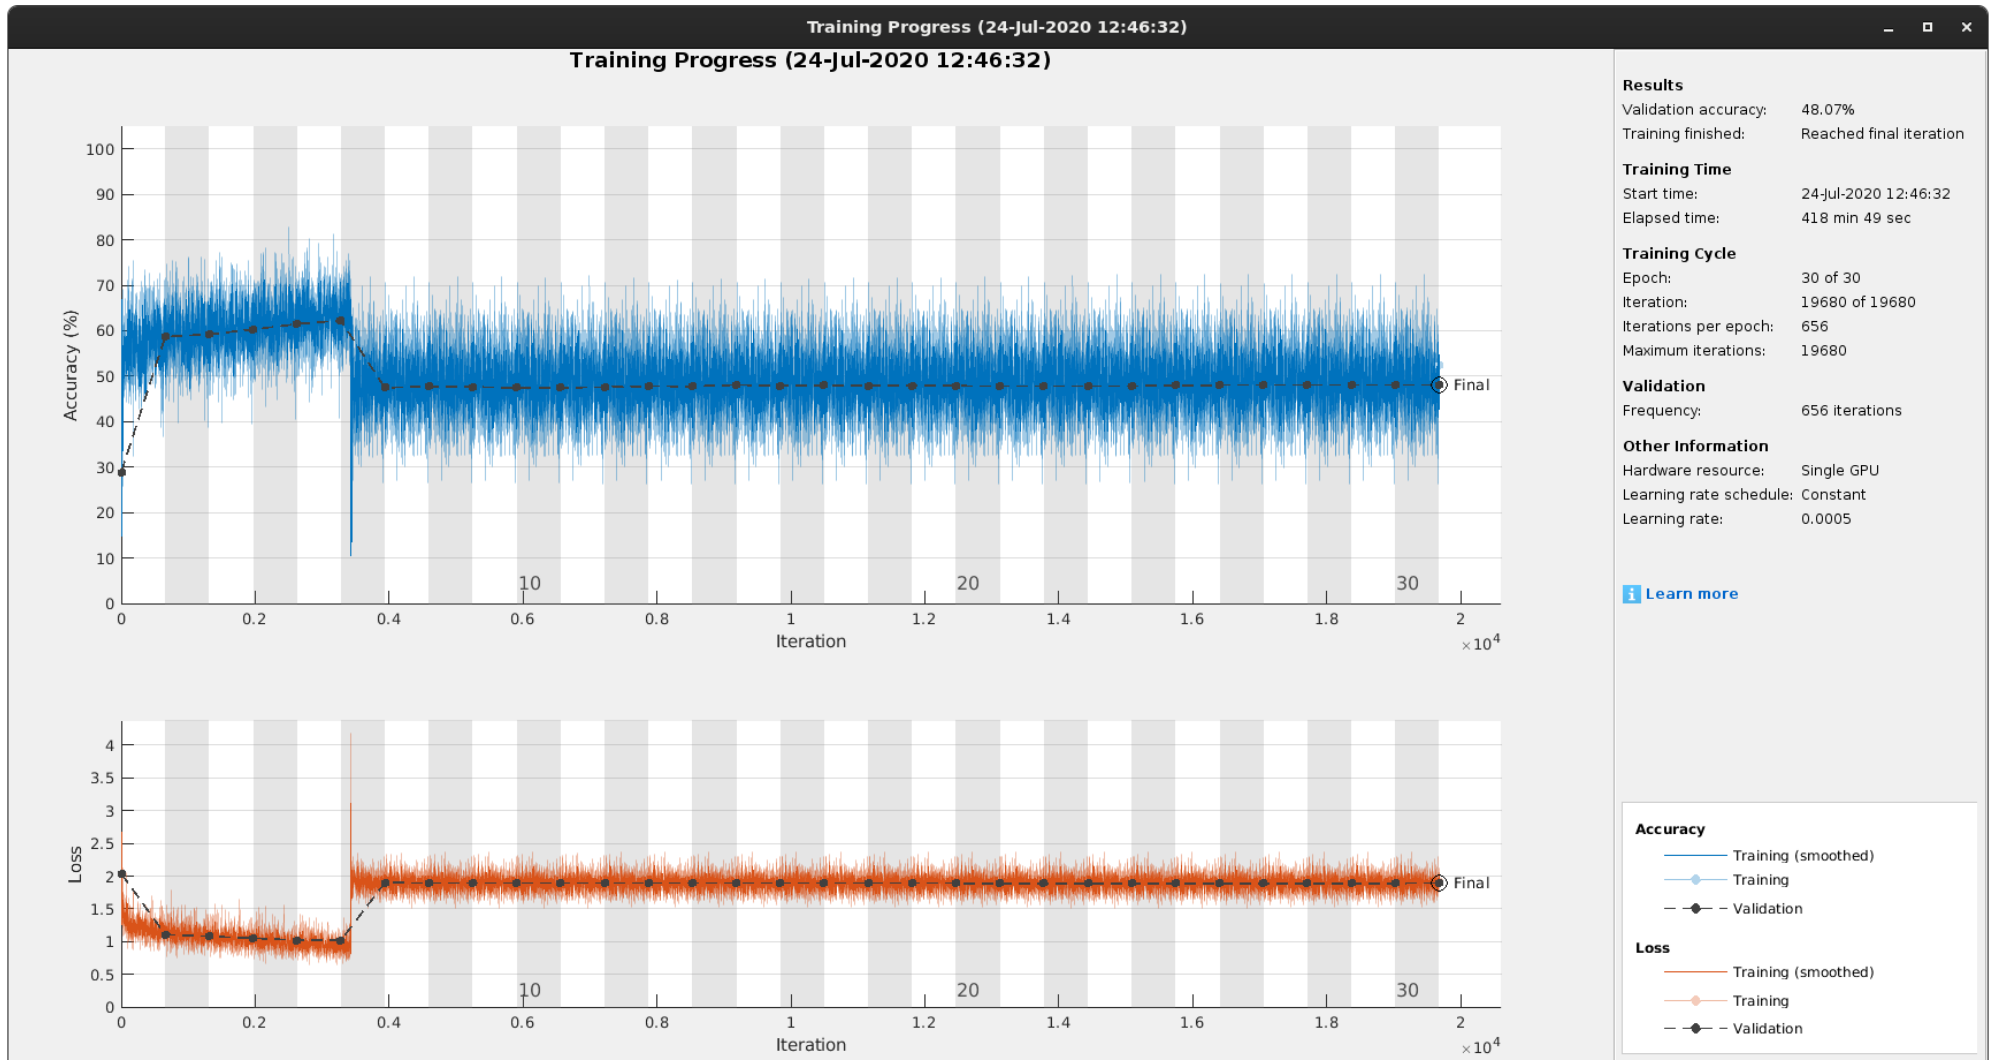 Training Progress (24-Jul-2020 12:46:32)
Training Progress (24-Jul-2020 12:46:32)
100
90
80
70
60
50
40
30
20
10
0
Accuracy (%)
Final
10
20
30
0
0.2
0.4
0.6
0.8
1
1.2
1.4
1.6
1.8
2
Iteration
×10⁴
4
3.5
3
2.5
2
1.5
1
0.5
0
Loss
Final
10
20
30
0
0.2
0.4
0.6
0.8
1
1.2
1.4
1.6
1.8
2
Iteration
×10⁴
Results
Validation accuracy: 48.07%
Training finished: Reached final iteration
Training Time
Start time: 24-Jul-2020 12:46:32
Elapsed time: 418 min 49 sec
Training Cycle
Epoch: 30 of 30
Iteration: 19680 of 19680
Iterations per epoch: 656
Maximum iterations: 19680
Validation
Frequency: 656 iterations
Other Information
Hardware resource: Single GPU
Learning rate schedule: Constant
Learning rate: 0.0005
i Learn more
Accuracy
Training (smoothed)
Training
Validation
Loss
Training (smoothed)
Training
Validation